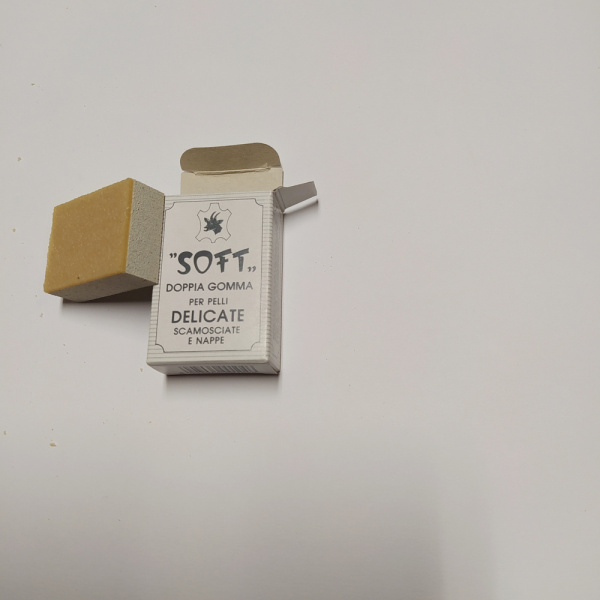 "SOFT„
DOPPIA GOMMA
PER PELLI
DELICATE
SCAMOSCIATE
E NAPPE